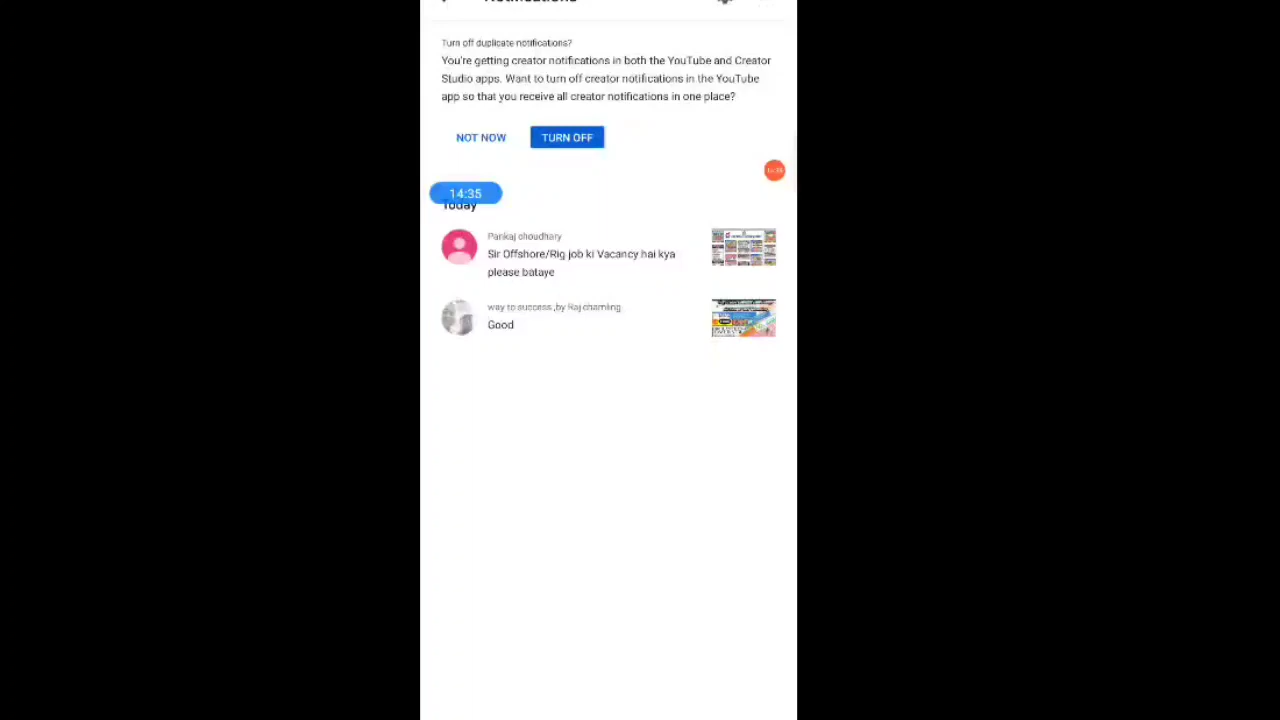 Notifications
Turn off duplicate notifications?
You're getting creator notifications in both the YouTube and Creator
Studio apps. Want to turn off creator notifications in the YouTube
app so that you receive all creator notifications in one place?
NOT NOW TURN OFF
14:35
Today
Pankaj choudhary
Sir Offshore/Rig job ki Vacancy hai kya
please bataye
way to success ,by Raj chamling
Good